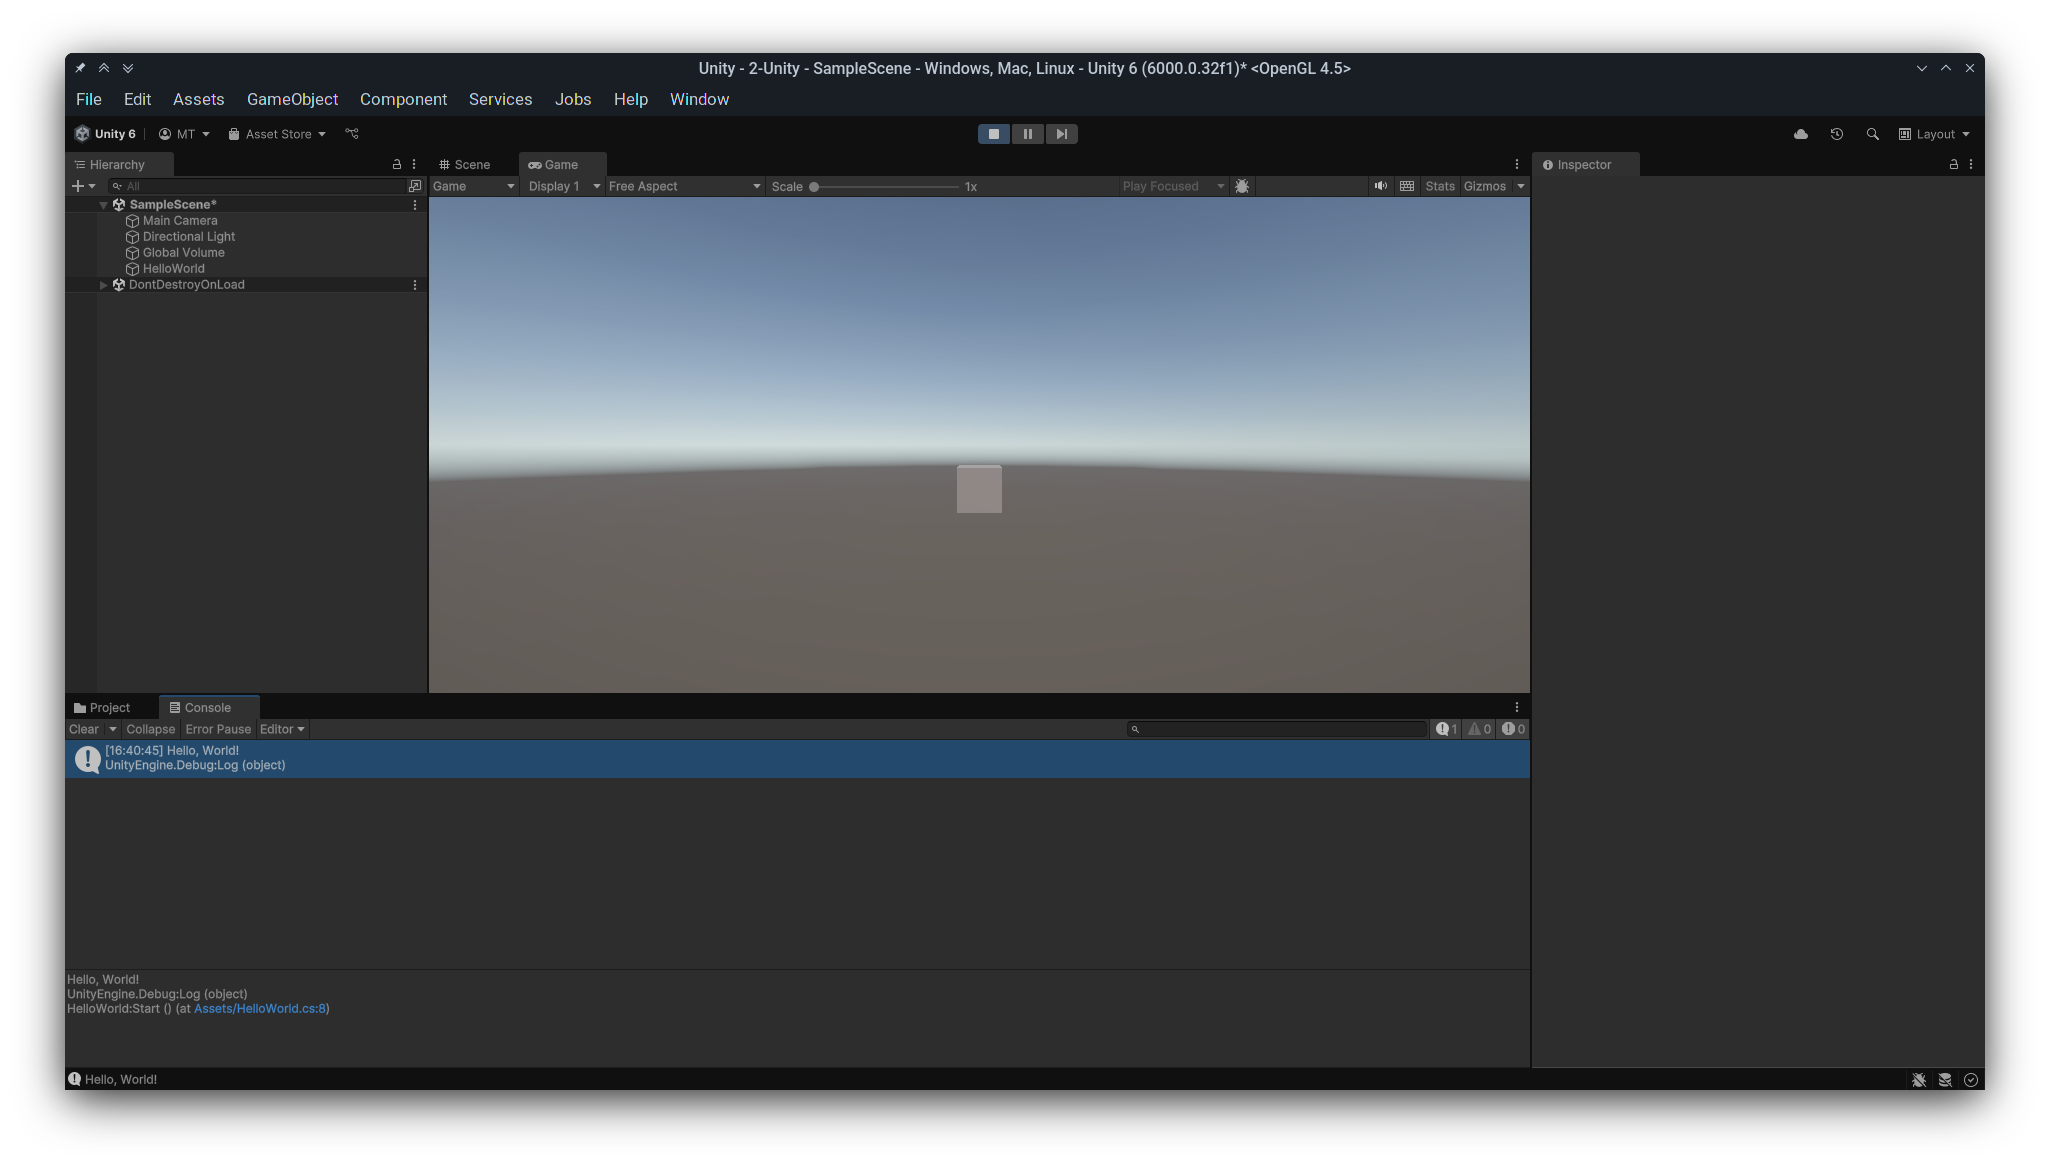 Unity - 2-Unity - SampleScene - Windows, Mac, Linux - Unity 6 (6000.0.32f1)* <OpenGL 4.5>
File Edit Assets GameObject Component Services Jobs Help Window
Unity 6 MT Asset Store Layout
Hierarchy
All
SampleScene*
Main Camera
Directional Light
Global Volume
HelloWorld
DontDestroyOnLoad
Scene Game
Game Display 1 Free Aspect Scale 1x Play Focused Stats Gizmos
Inspector
Project Console
Clear Collapse Error Pause Editor 1 0 0
[16:40:45] Hello, World!
UnityEngine.Debug:Log (object)
Hello, World!
UnityEngine.Debug:Log (object)
HelloWorld:Start () (at Assets/HelloWorld.cs:8)
Hello, World!